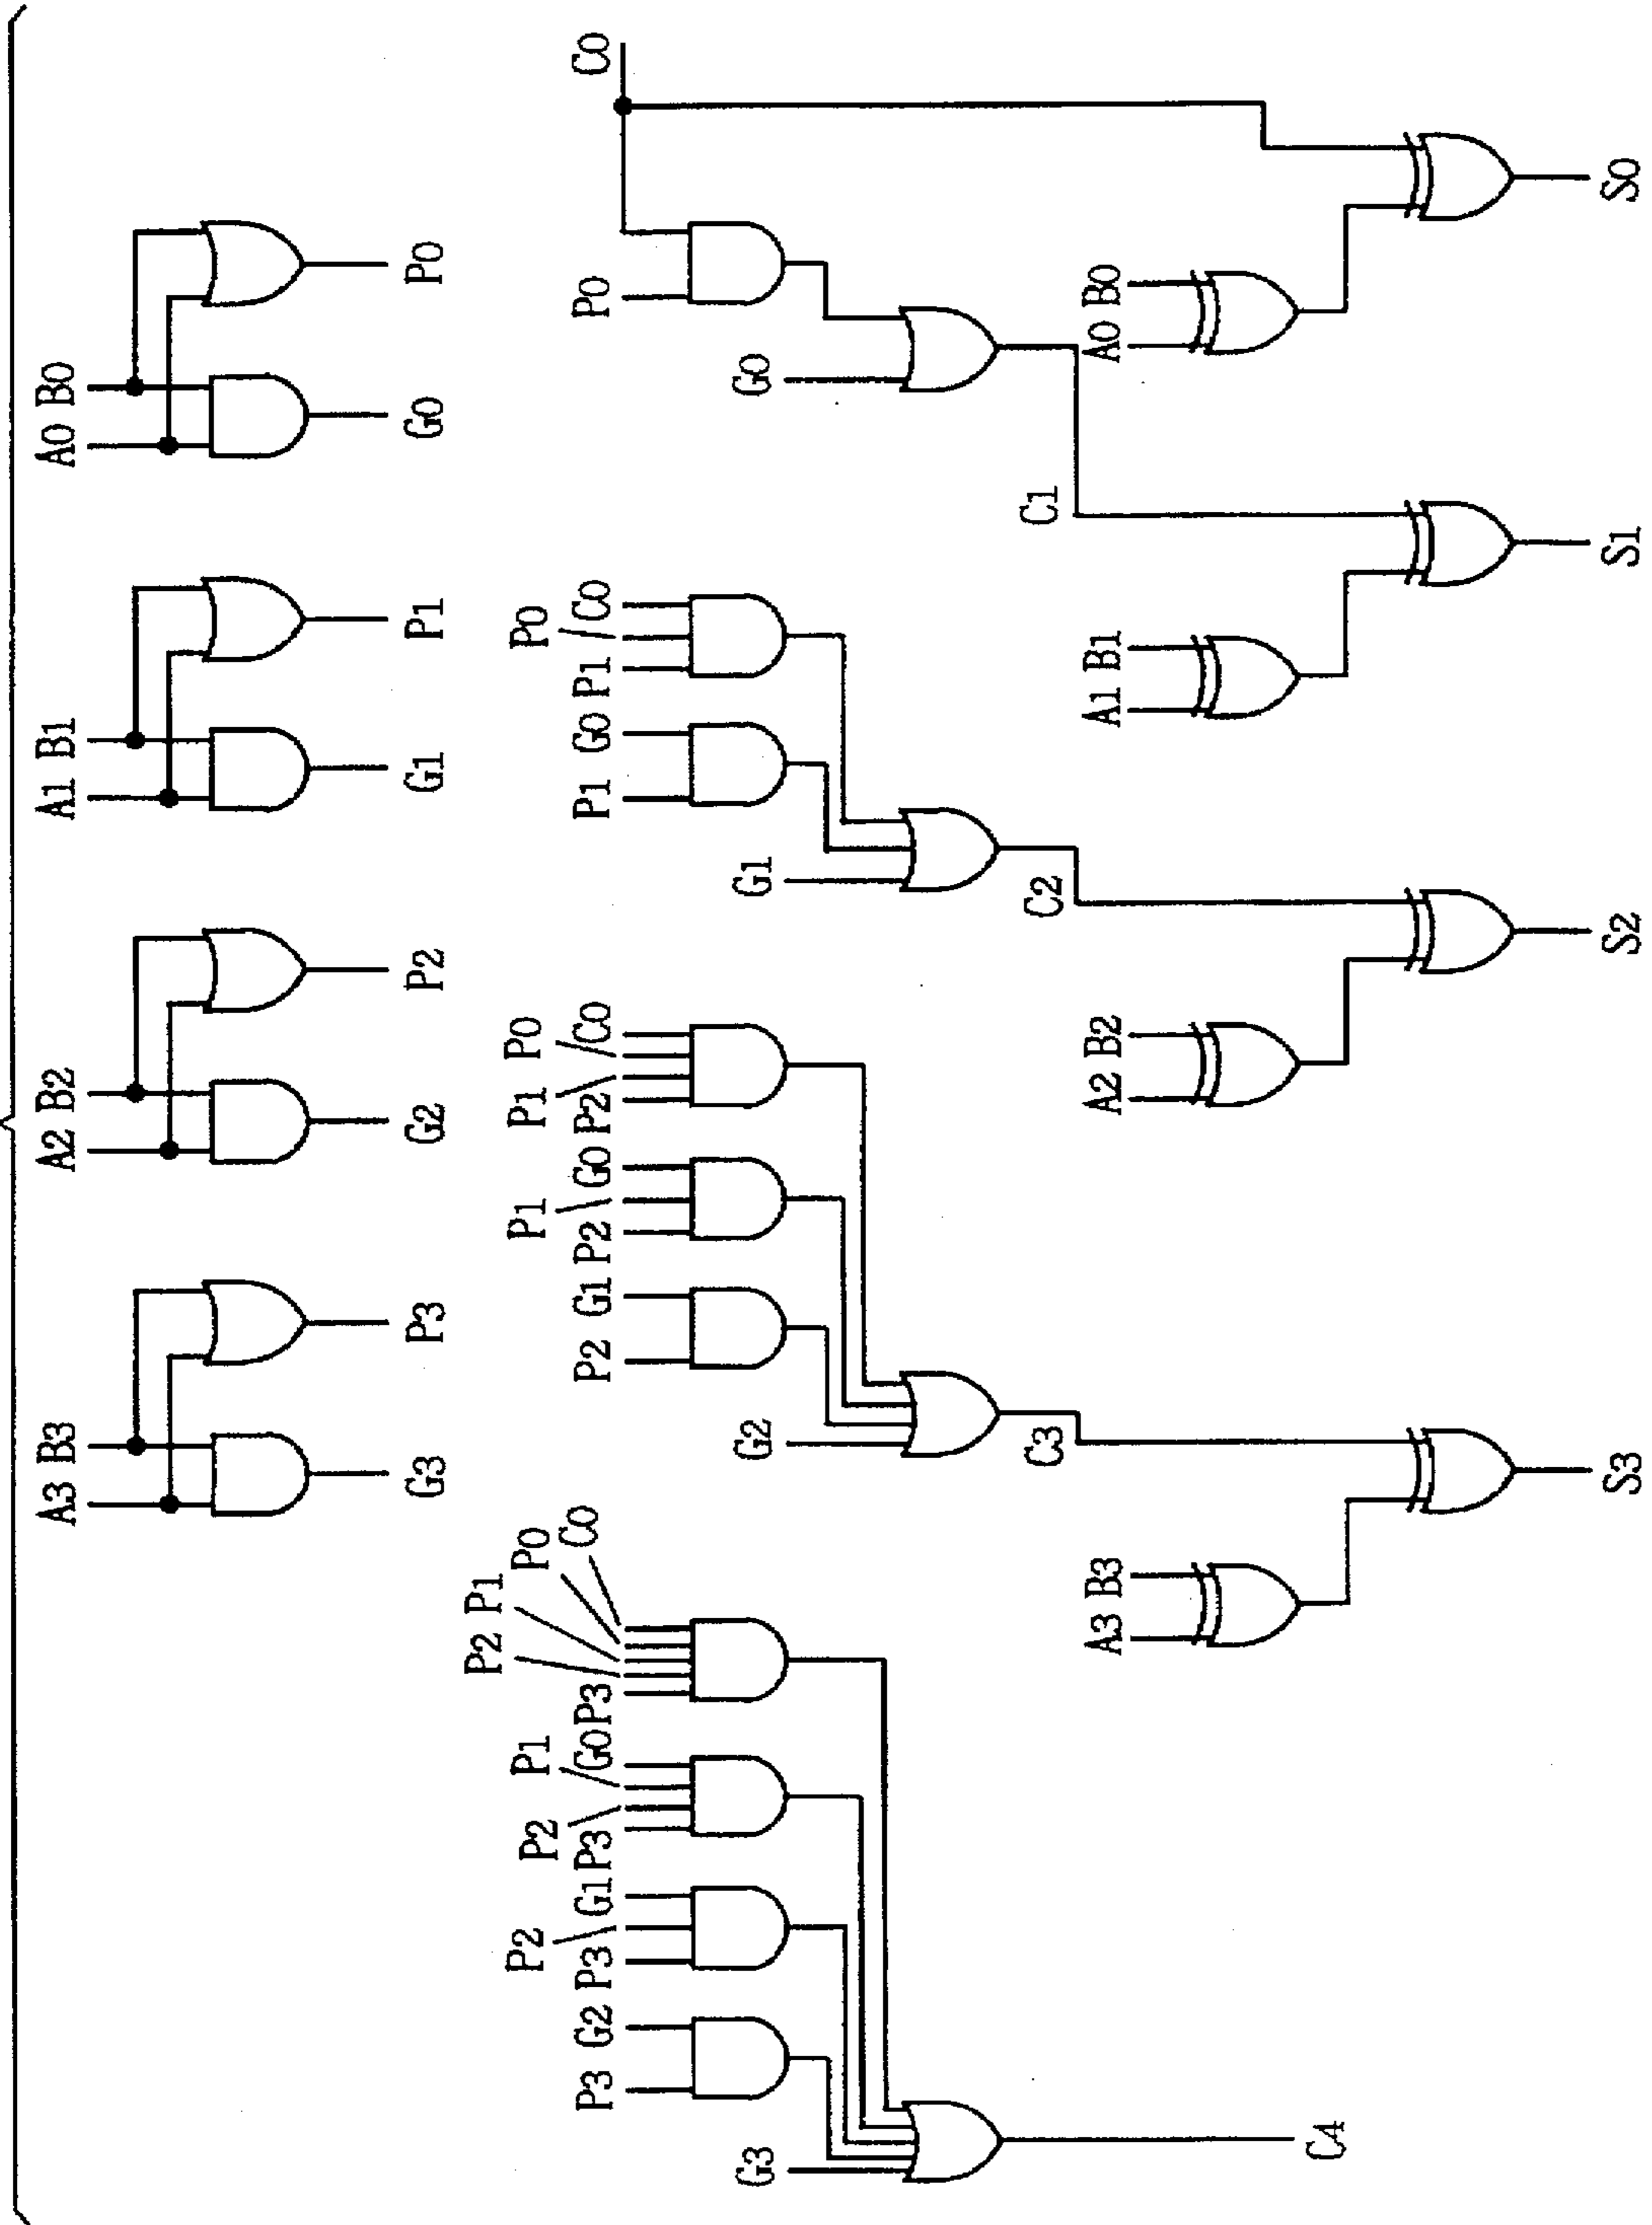 A3 B3 A2 B2 A1 B1 A0 B0
G3 P3 G2 P2 G1 P1 G0 P0
P2 P1
P2 P2 P1 P0 P1 P1 P0 P0
P3 G2 P3 G1 P3 G0 P3 C0 P2 G1 P2 G0 P2 C0 P1 G0 P1 C0 P0 C0
G3 G2 G1 G0
C3 C2 C1
A3 B3 A2 B2 A1 B1 A0 B0
C4
S3 S2 S1 S0